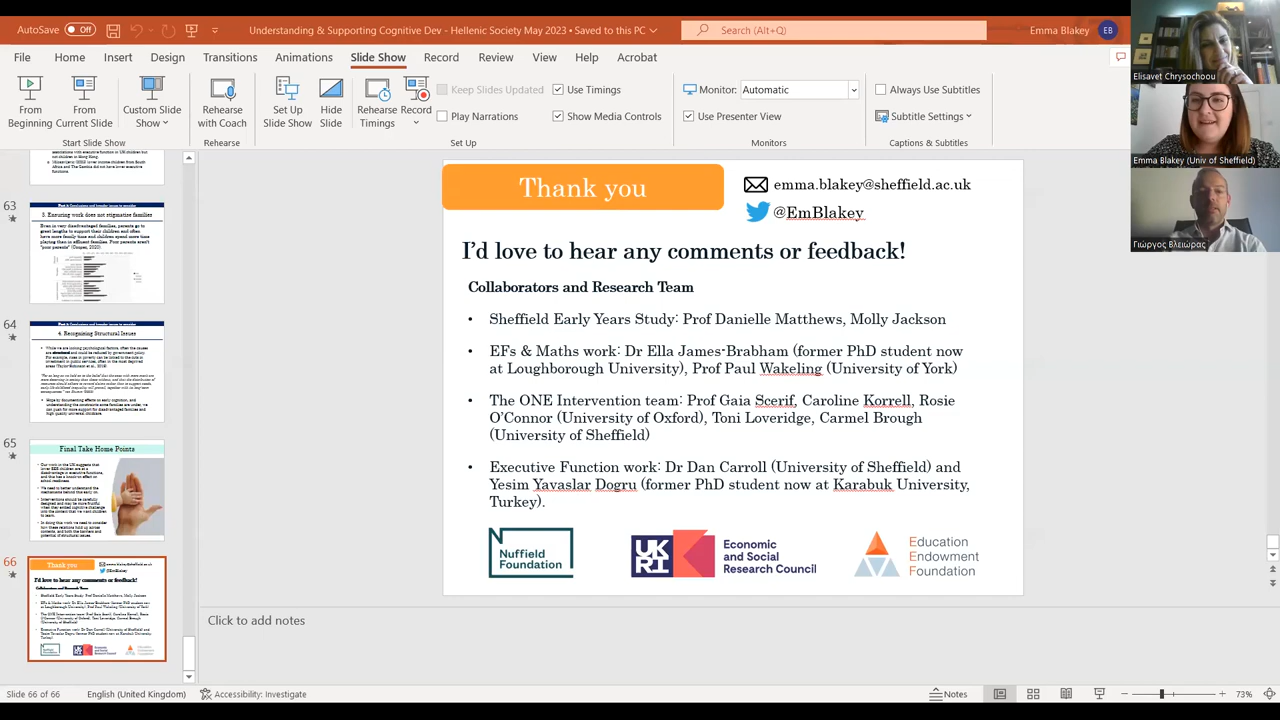 AutoSave Off
Understanding & Supporting Cognitive Dev - Hellenic Society May 2023 • Saved to this PC
Search (Alt+Q)
Emma Blakey EB
File Home Insert Design Transitions Animations Slide Show Record Review View Help Acrobat
From Beginning
From Current Slide
Custom Slide Show
Start Slide Show
Rehearse with Coach
Rehearse
Set Up Slide Show
Hide Slide
Rehearse Timings
Record
Keep Slides Updated
Play Narrations
Use Timings
Show Media Controls
Set Up
Monitor: Automatic
Use Presenter View
Monitors
Always Use Subtitles
Subtitle Settings
Captions & Subtitles
Elisavet Chrysochoou
Emma Blakey (Univ of Sheffield)
Γιώργος Βλειώρας
63
3. Ensuring work does not stigmatise families
64
4. Recognising Structural Issues
65
Final Take Home Points
66
Thank you
emma.blakey@sheffield.ac.uk
@EmBlakey
I'd love to hear any comments or feedback!
Collaborators and Research Team
• Sheffield Early Years Study: Prof Danielle Matthews, Molly Jackson
• EFs & Maths work: Dr Ella James-Brabham (former PhD student now
at Loughborough University), Prof Paul Wakeling (University of York)
• The ONE Intervention team: Prof Gaia Scerif, Caroline Korrell, Rosie
O'Connor (University of Oxford), Toni Loveridge, Carmel Brough
(University of Sheffield)
• Executive Function work: Dr Dan Carroll (University of Sheffield) and
Yesim Yavaslar Dogru (former PhD student now at Karabuk University,
Turkey).
Nuffield
Foundation
UKRI
Economic
and Social
Research Council
Education
Endowment
Foundation
Click to add notes
Slide 66 of 66 English (United Kingdom) Accessibility: Investigate Notes 73%